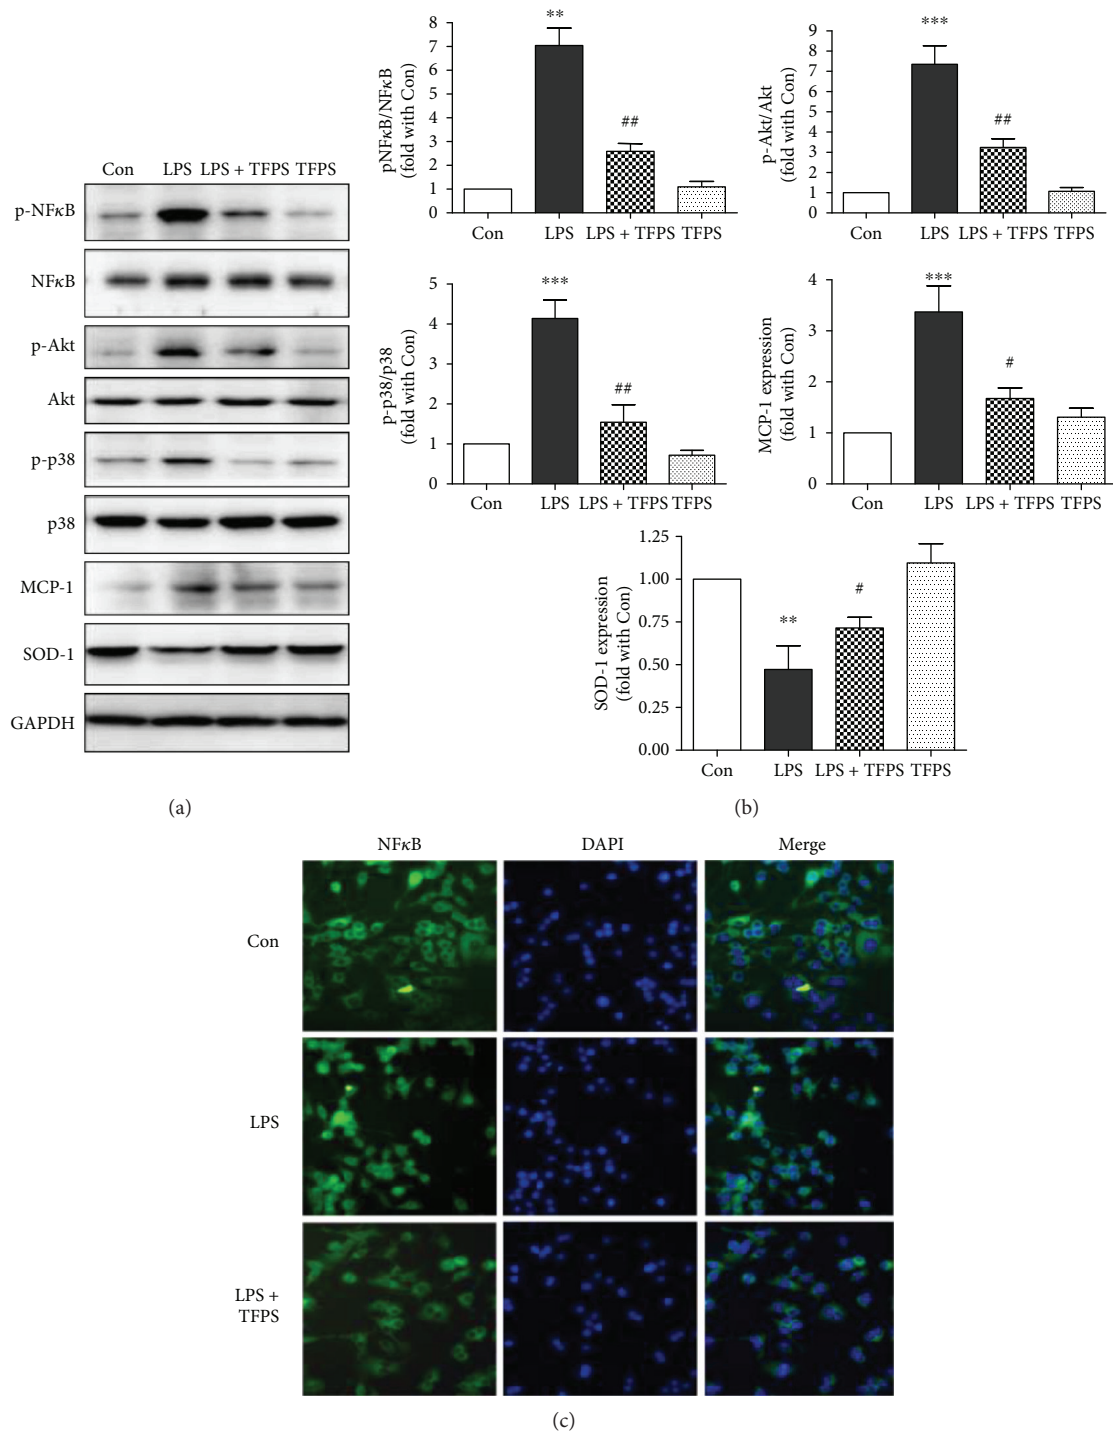 Con LPS LPS + TFPS TFPS
p-NFκB
NFκB
p-Akt
Akt
p-p38
p38
MCP-1
SOD-1
GAPDH
(a)
pNFκB/NFκB
(fold with Con)
8
7
6
5
4
3
2
1
0
**
##
Con LPS LPS + TFPS TFPS
p-Akt/Akt
(fold with Con)
9
8
7
6
5
4
3
2
1
0
***
##
Con LPS LPS + TFPS TFPS
p-p38/p38
(fold with Con)
5
4
3
2
1
0
***
##
Con LPS LPS + TFPS TFPS
MCP-1 expression
(fold with Con)
4
3
2
1
0
***
#
Con LPS LPS + TFPS TFPS
SOD-1 expression
(fold with Con)
1.25
1.00
0.75
0.50
0.25
0.00
**
#
Con LPS LPS + TFPS TFPS
(b)
NFκB DAPI Merge
Con
LPS
LPS +
TFPS
(c)